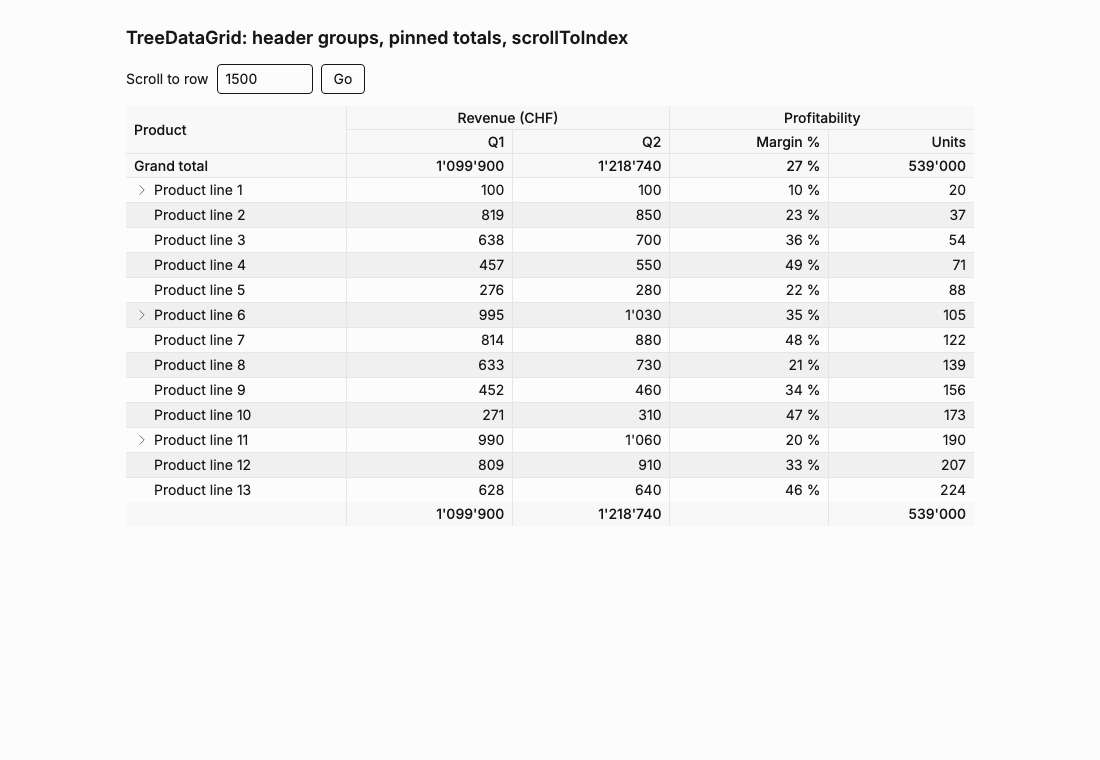 TreeDataGrid: header groups, pinned totals, scrollToIndex
Scroll to row 1500 Go
Product Revenue (CHF) Profitability
Q1 Q2 Margin % Units
Grand total 1'099'900 1'218'740 27 % 539'000
Product line 1 100 100 10 % 20
Product line 2 819 850 23 % 37
Product line 3 638 700 36 % 54
Product line 4 457 550 49 % 71
Product line 5 276 280 22 % 88
Product line 6 995 1'030 35 % 105
Product line 7 814 880 48 % 122
Product line 8 633 730 21 % 139
Product line 9 452 460 34 % 156
Product line 10 271 310 47 % 173
Product line 11 990 1'060 20 % 190
Product line 12 809 910 33 % 207
Product line 13 628 640 46 % 224
1'099'900 1'218'740 539'000